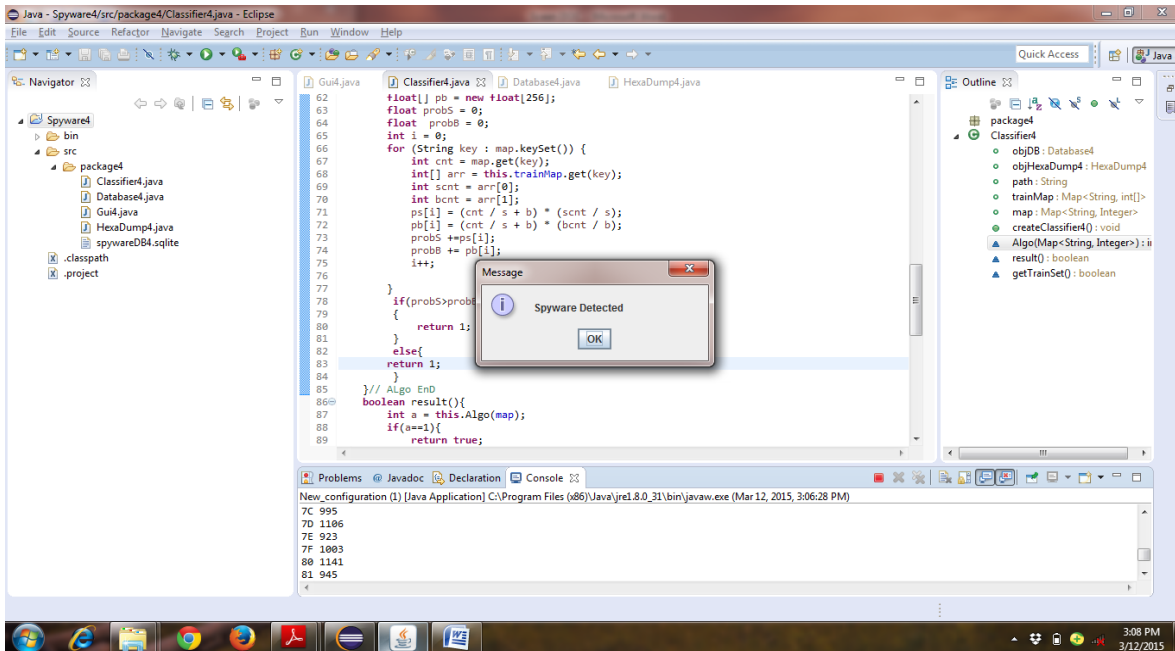 Java - Spyware4/src/package4/Classifier4.java - Eclipse
File Edit Source Refactor Navigate Search Project Run Window Help
Quick Access
Java
Navigator
Spyware4
bin
src
package4
Classifier4.java
Database4.java
Gui4.java
HexaDump4.java
spywareDB4.sqlite
.classpath
.project
Gui4.java Classifier4.java Database4.java HexaDump4.java
62 float[] pb = new float[256];
63 float probS = 0;
64 float probB = 0;
65 int i = 0;
66 for (String key : map.keySet()) {
67 int cnt = map.get(key);
68 int[] arr = this.trainMap.get(key);
69 int scnt = arr[0];
70 int bcnt = arr[1];
71 ps[i] = (cnt / s + b) * (scnt / s);
72 pb[i] = (cnt / s + b) * (bcnt / b);
73 probS +=ps[i];
74 probB += pb[i];
75 i++;
76
77 }
78 if(probS>probB
79 {
80 return 1;
81 }
82 else{
83 return 1;
84 }
85 }// ALgo EnD
86 boolean result(){
87 int a = this.Algo(map);
88 if(a==1){
89 return true;
Message
Spyware Detected
OK
Outline
package4
Classifier4
objDB : Database4
objHexaDump4 : HexaDump4
path : String
trainMap : Map<String, int[]>
map : Map<String, Integer>
createClassifier4() : void
Algo(Map<String, Integer>) : i
result() : boolean
getTrainSet() : boolean
Problems @ Javadoc Declaration Console
New_configuration (1) [Java Application] C:\Program Files (x86)\Java\jre1.8.0_31\bin\javaw.exe (Mar 12, 2015, 3:06:28 PM)
7C 995
7D 1106
7E 923
7F 1003
80 1141
81 945
3:08 PM
3/12/2015